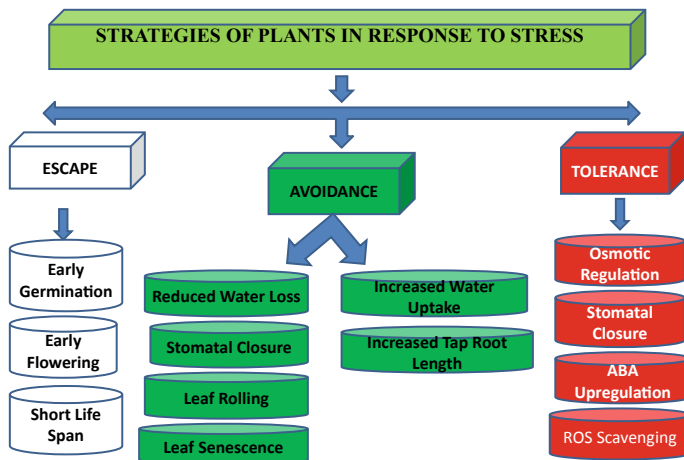 STRATEGIES OF PLANTS IN RESPONSE TO STRESS
ESCAPE
Early
Germination
Early
Flowering
Short Life
Span
AVOIDANCE
Reduced Water Loss
Stomatal Closure
Leaf Rolling
Leaf Senescence
Increased Water
Uptake
Increased Tap Root
Length
TOLERANCE
Osmotic
Regulation
Stomatal
Closure
ABA
Upregulation
ROS Scavenging